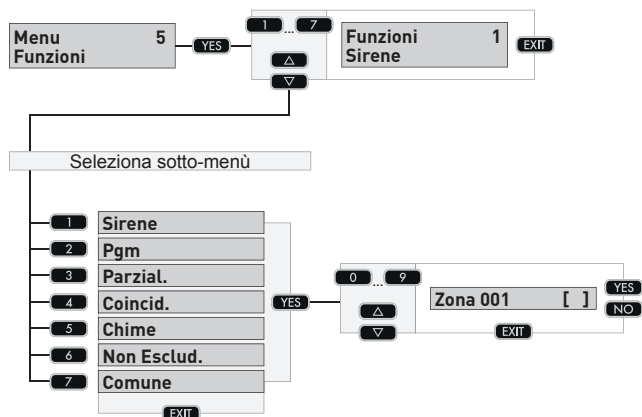 Menu 5
Funzioni
YES
1 ... 7
Funzioni 1
Sirene
EXIT
Seleziona sotto-menù
1 Sirene
2 Pgm
3 Parzial.
4 Coincid.
5 Chime
6 Non Esclud.
7 Comune
EXIT
YES
0 ... 9
Zona 001 [ ]
YES
NO
EXIT